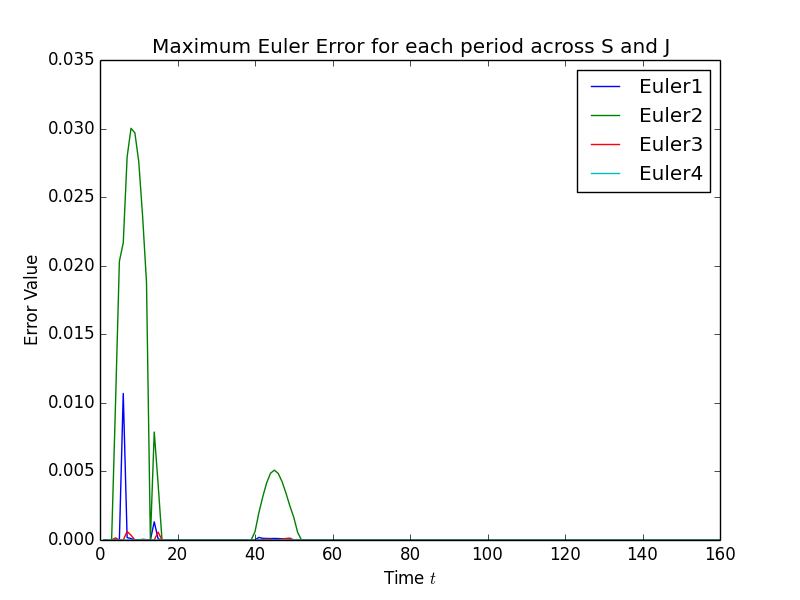 Maximum Euler Error for each period across S and J
0.035
0.030
0.025
0.020
0.015
0.010
0.005
0.000
Error Value
Euler1
Euler2
Euler3
Euler4
0 20 40 60 80 100 120 140 160
Time t